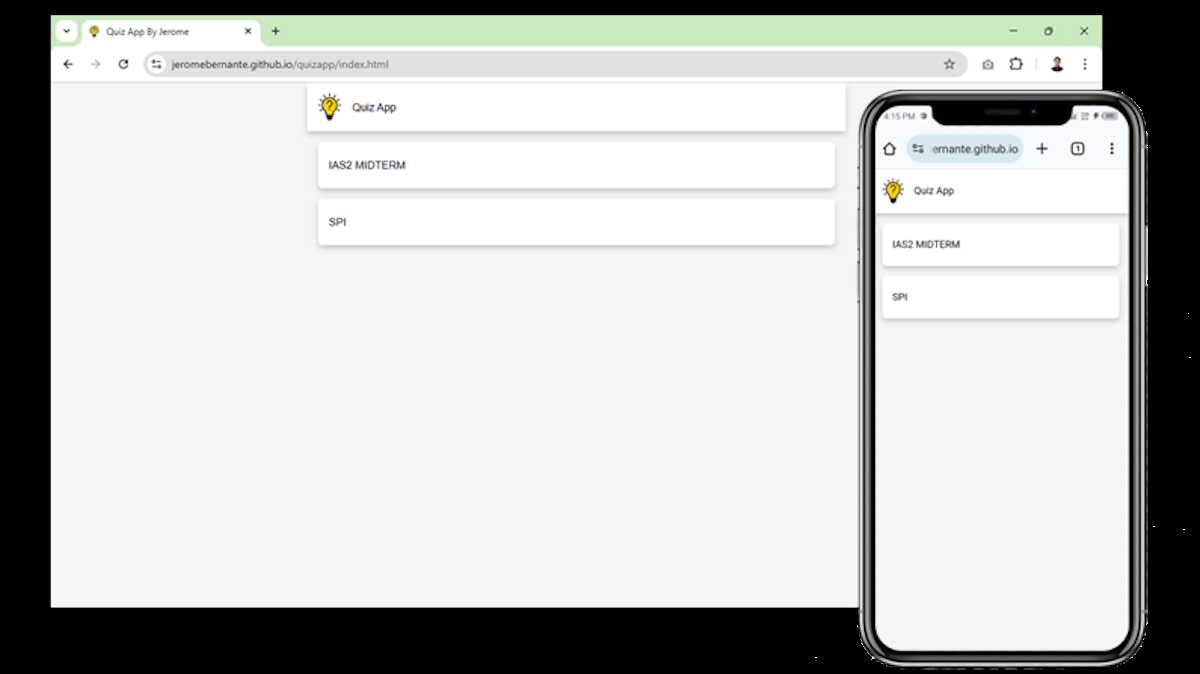 Quiz App By Jerome
jeromebernante.github.io/quizapp/index.html
Quiz App
IAS2 MIDTERM
SPI
4:15 PM
ernante.github.io
1
Quiz App
IAS2 MIDTERM
SPI